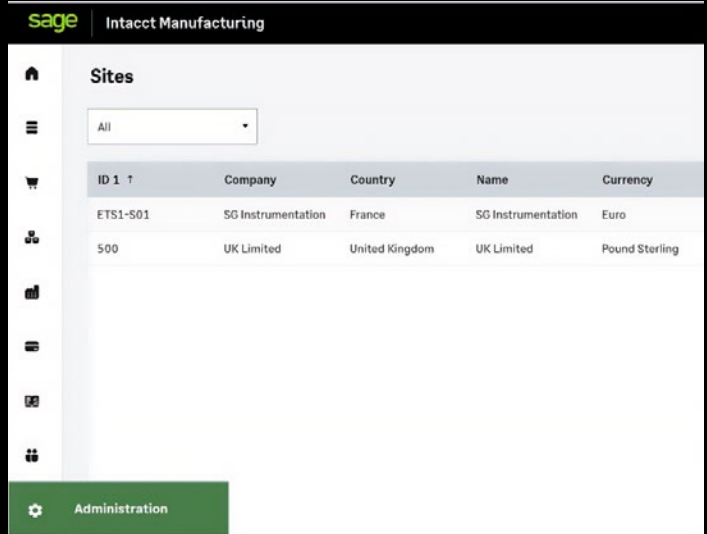 sage Intacct Manufacturing
Sites
All
ID 1 ↑ Company Country Name Currency
ETS1-S01 SG Instrumentation France SG Instrumentation Euro
500 UK Limited United Kingdom UK Limited Pound Sterling
Administration